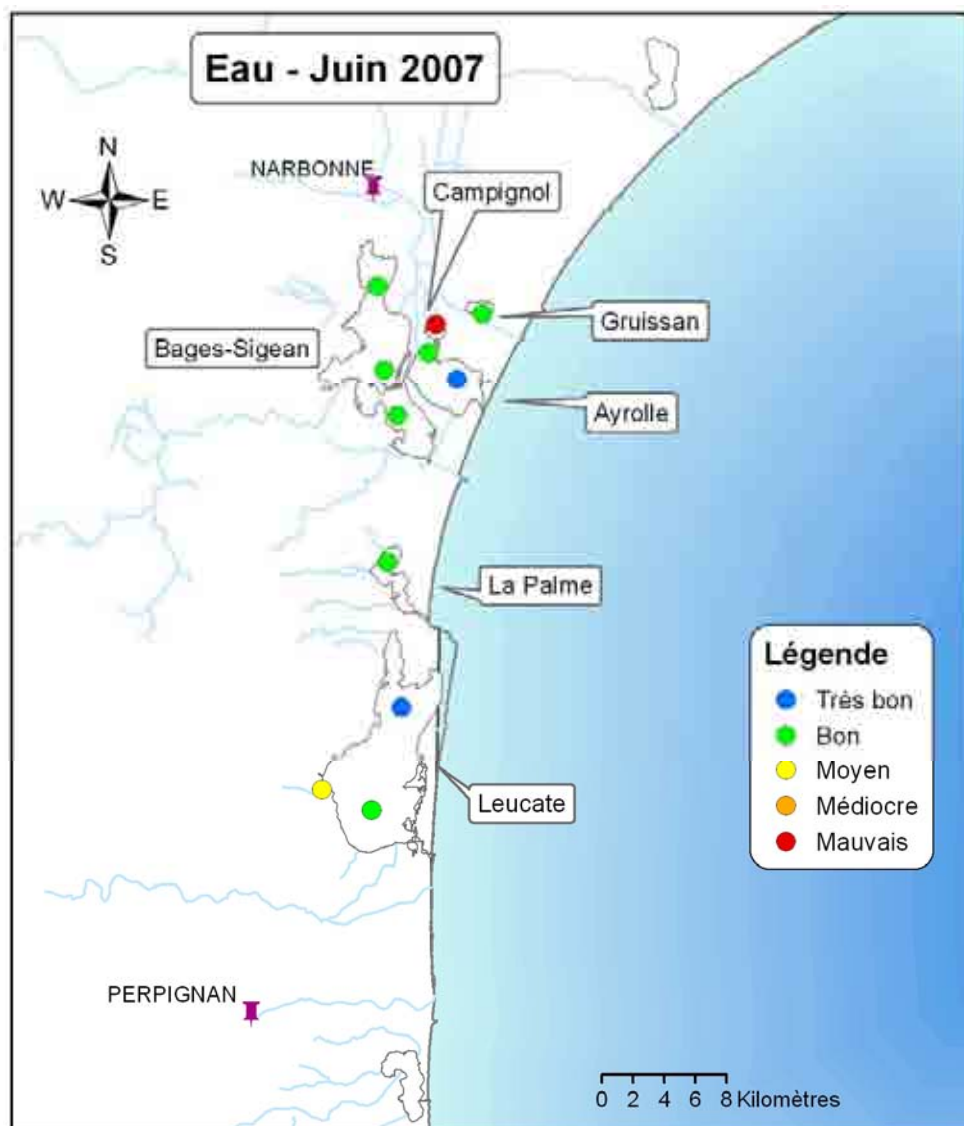 Eau - Juin 2007
N
NARBONNE
Campignol
W E
S
Gruissan
Bages-Sigean
Ayrolle
La Palme
Légende
Très bon
Bon
Moyen
Médiocre
Mauvais
Leucate
PERPIGNAN
0 2 4 6 8 Kilomètres